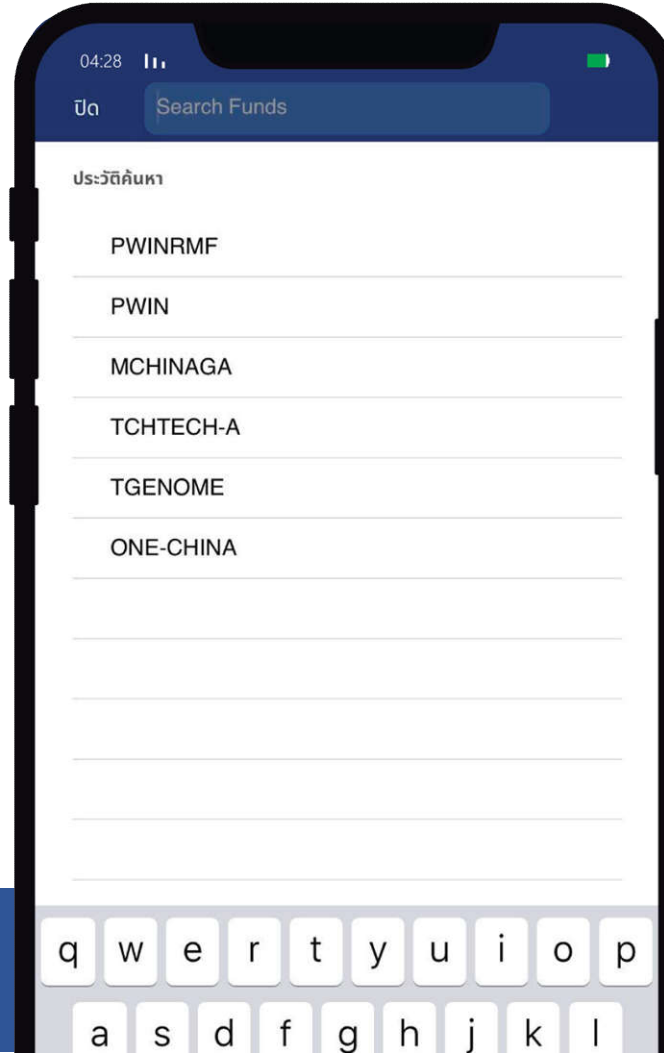 04:28
ปิด Search Funds
ประวัติค้นหา
PWINRMF
PWIN
MCHINAGA
TCHTECH-A
TGENOME
ONE-CHINA
q w e r t y u i o p
a s d f g h j k l